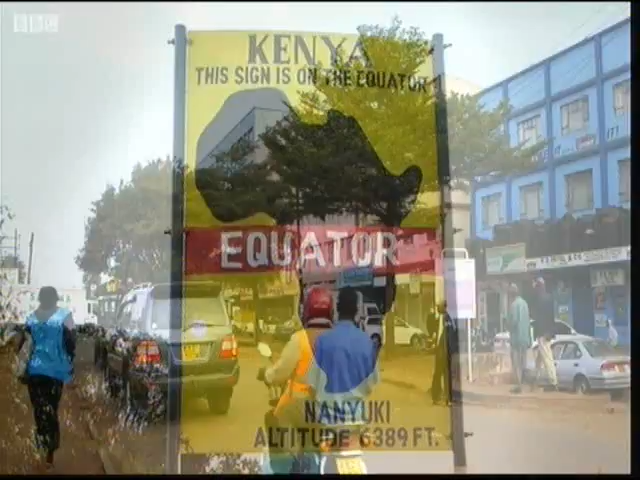 BBC
KENYA
THIS SIGN IS ON THE EQUATOR
EQUATOR
NANYUKI
ALTITUDE 6389 FT.